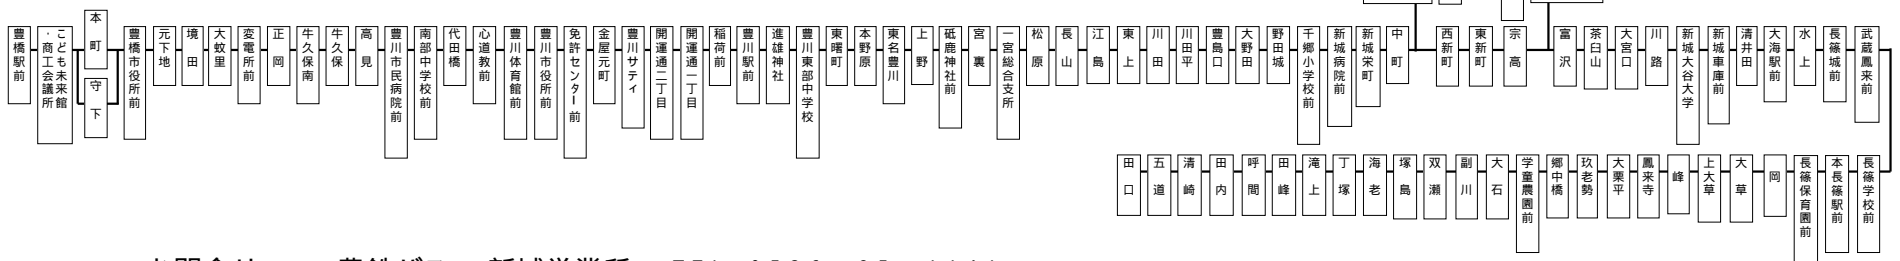 豊橋駅前
こども未来館
・商工会議所
本町
守下
豊橋市役所前
元下地
境田
大蚊里
変電所前
正岡
牛久保南
牛久保
高見
豊川市民病院前
南部中学校前
代田橋
心道教前
豊川体育館前
豊川市役所前
免許センター前
金屋元町
豊川サティ
開運通二丁目
開運通一丁目
稲荷前
豊川駅前
進雄神社
豊川東部中学校
東曙町
本野原
東名豊川
上野
砥鹿神社前
宮裏
一宮総合支所
松原
長山
江島
東上
川田
川田平
豊島口
大野田
野田城
千郷小学校前
新城病院前
新城栄町
中町
西新町
東新町
宗高
富沢
茶臼山
大宮口
川路
新城大谷大学
新城車庫前
清井田
大海駅前
水上
長篠城前
武蔵鳳来前
長篠学校前
本長篠駅前
長篠保育園前
岡
大草
上大草
峰
鳳来寺
大栗平
玖老勢
郷中橋
学童農園前
大石
副川
双瀬
塚島
海老
丁塚
滝上
田峰
呼間
田内
清崎
五道
田口